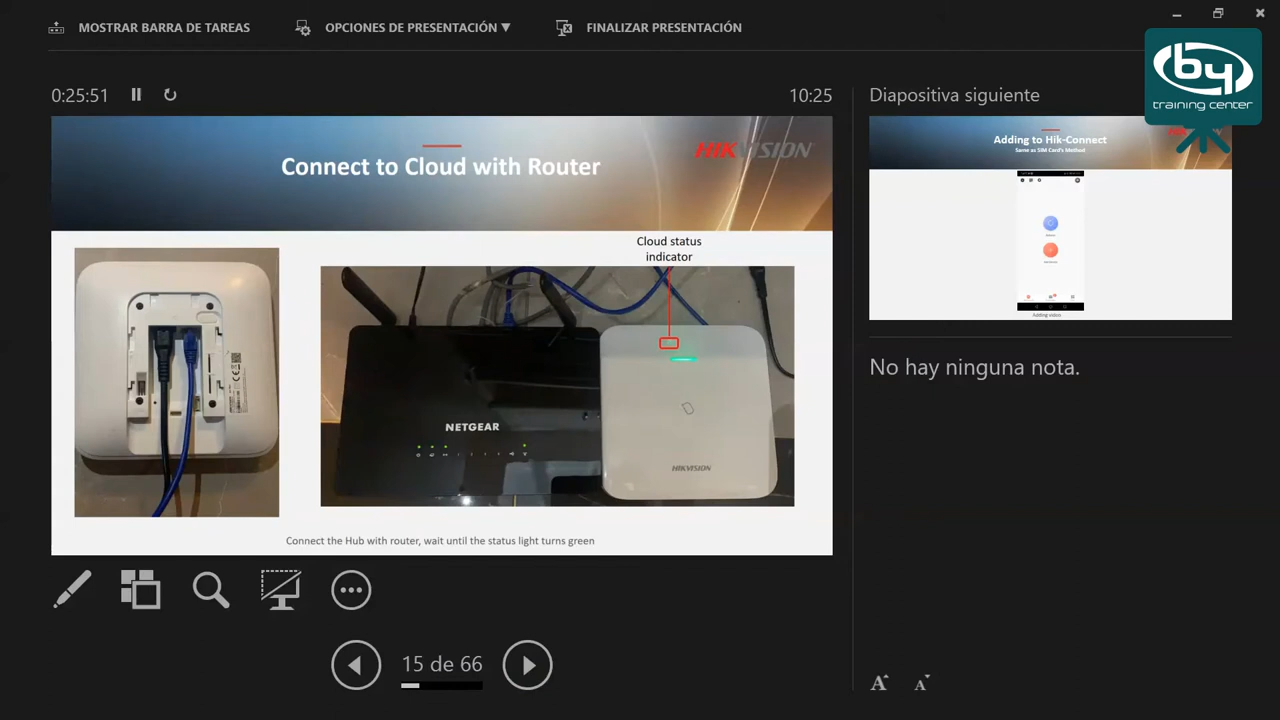 MOSTRAR BARRA DE TAREAS
OPCIONES DE PRESENTACIÓN ▼
FINALIZAR PRESENTACIÓN
by
training center
0:25:51
10:25
Diapositiva siguiente
Connect to Cloud with Router
HIKVISION
Cloud status
indicator
NETGEAR
HIKVISION
Connect the Hub with router, wait until the status light turns green
Adding to Hik-Connect
Same as SIM Card's Method
Adding video
No hay ninguna nota.
15 de 66
A A